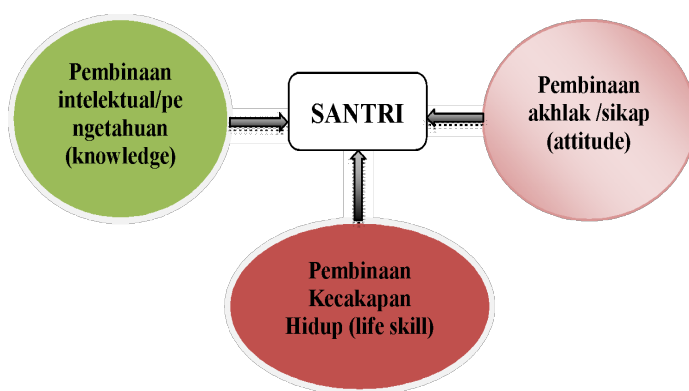 Pembinaan
intelektual/pe
ngetahuan
(knowledge)
SANTRI
Pembinaan
akhlak /sikap
(attitude)
Pembinaan
Kecakapan
Hidup (life skill)